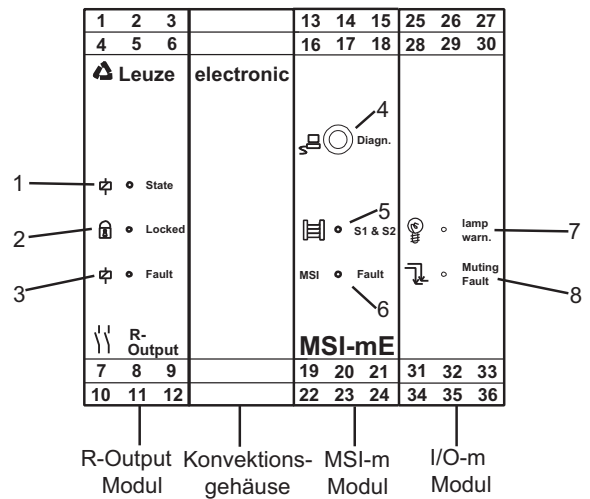 1 2 3 13 14 15 25 26 27
4 5 6 16 17 18 28 29 30
Leuze electronic
4
Diagn.
1
State
5
2
Locked
S1 & S2
lamp
warn.
7
3
Fault
MSI Fault
Muting
Fault
8
6
R-
Output
MSI-mE
7 8 9 19 20 21 31 32 33
10 11 12 22 23 24 34 35 36
R-Output
Modul
Konvektions-
gehäuse
MSI-m
Modul
I/O-m
Modul